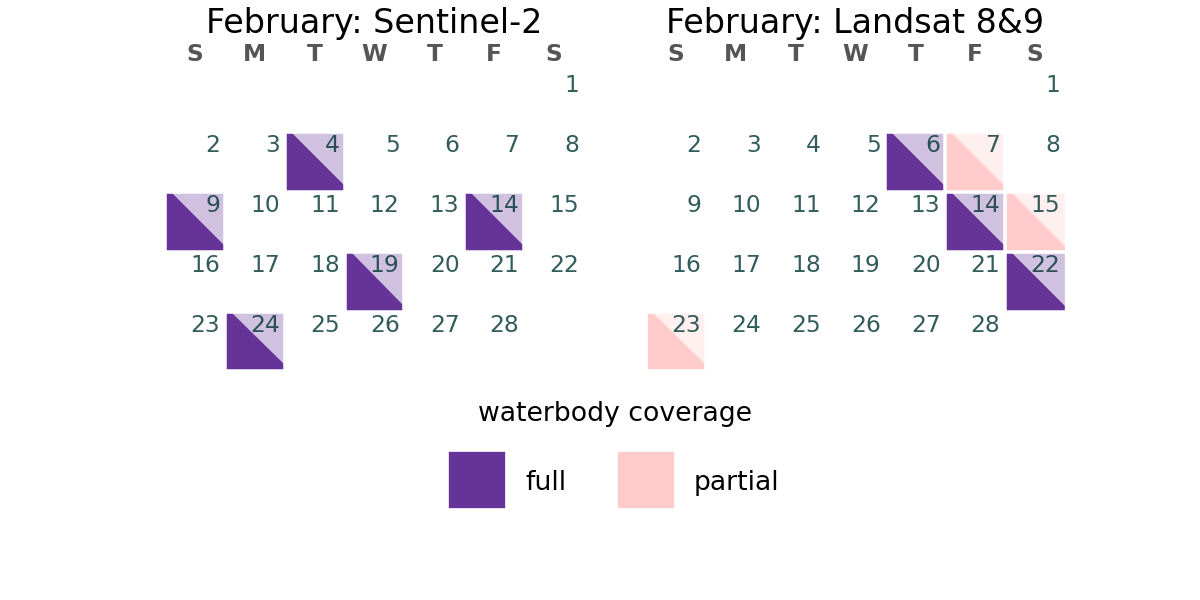 February: Sentinel-2
S M T W T F S
1
2 3 4 5 6 7 8
9 10 11 12 13 14 15
16 17 18 19 20 21 22
23 24 25 26 27 28
February: Landsat 8&9
S M T W T F S
1
2 3 4 5 6 7 8
9 10 11 12 13 14 15
16 17 18 19 20 21 22
23 24 25 26 27 28
waterbody coverage
full partial